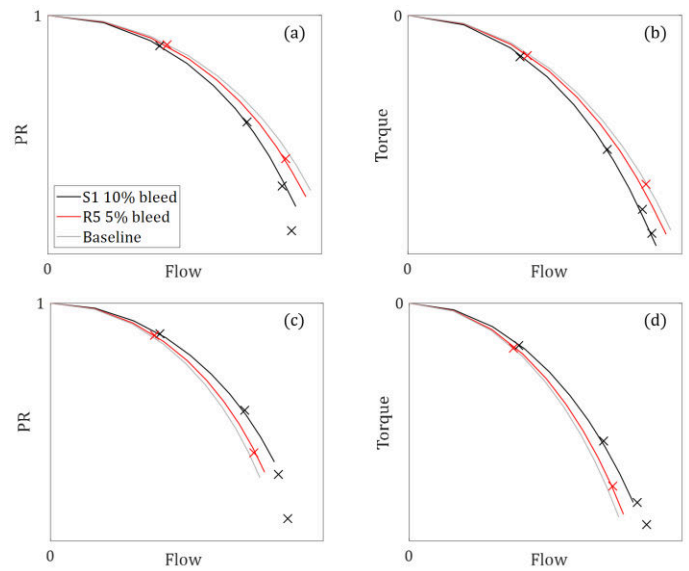 1
(a)
PR
S1 10% bleed
R5 5% bleed
Baseline
0
Flow
0
(b)
Torque
0
Flow
1
(c)
PR
0
Flow
0
(d)
Torque
0
Flow